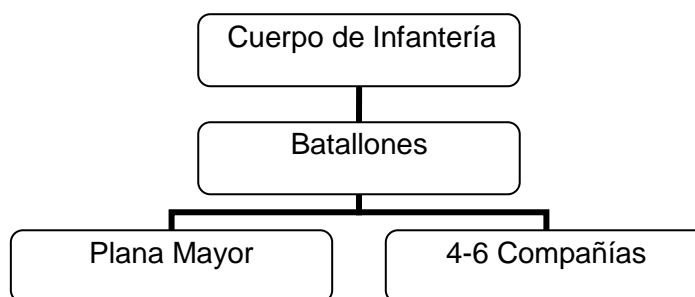 Cuerpo de Infantería
Batallones
Plana Mayor
4-6 Compañías